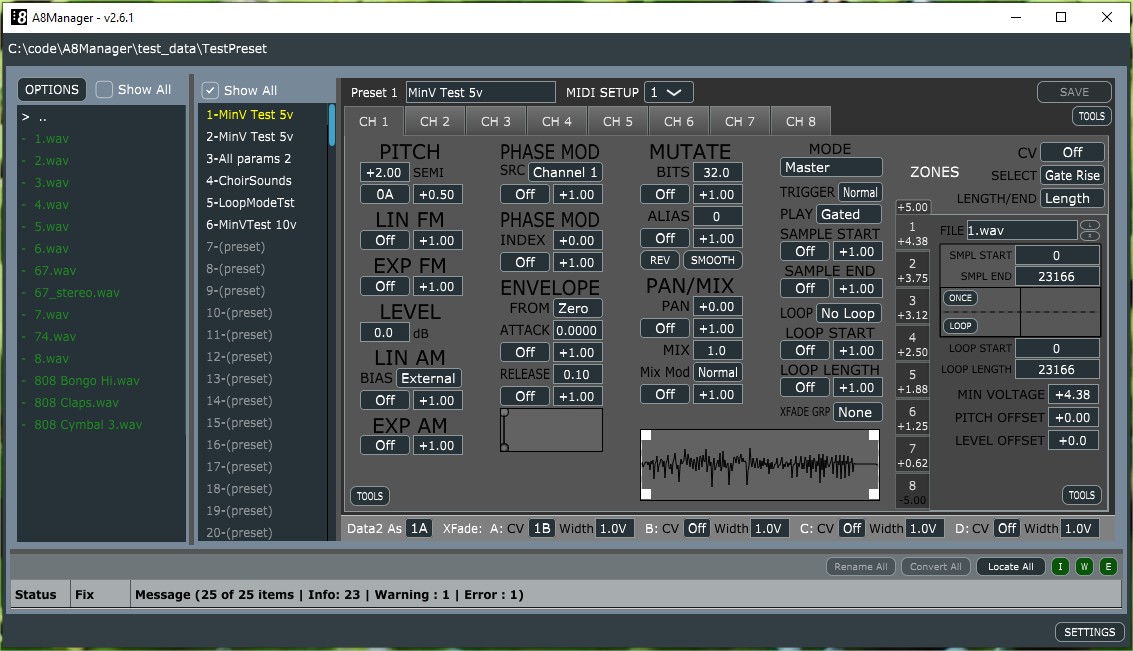 A8Manager - v2.6.1
C:\code\A8Manager\test_data\TestPreset
OPTIONS Show All
> ..
- 1.wav
- 2.wav
- 3.wav
- 4.wav
- 5.wav
- 6.wav
- 67.wav
- 67_stereo.wav
- 7.wav
- 74.wav
- 8.wav
- 808 Bongo Hi.wav
- 808 Claps.wav
- 808 Cymbal 3.wav
Show All
1-MinV Test 5v
2-MinV Test 5v
3-All params 2
4-ChoirSounds
5-LoopModeTst
6-MinVTest 10v
7-(preset)
8-(preset)
9-(preset)
10-(preset)
11-(preset)
12-(preset)
13-(preset)
14-(preset)
15-(preset)
16-(preset)
17-(preset)
18-(preset)
19-(preset)
20-(preset)
Preset 1 MinV Test 5v MIDI SETUP 1 SAVE
CH 1 CH 2 CH 3 CH 4 CH 5 CH 6 CH 7 CH 8 TOOLS
PITCH
+2.00 SEMI
0A +0.50
LIN FM
Off +1.00
EXP FM
Off +1.00
LEVEL
0.0 dB
LIN AM
BIAS External
Off +1.00
EXP AM
Off +1.00
TOOLS
PHASE MOD
SRC Channel 1
Off +1.00
PHASE MOD
INDEX +0.00
Off +1.00
ENVELOPE
FROM Zero
ATTACK 0.0000
Off +1.00
RELEASE 0.10
Off +1.00
MUTATE
BITS 32.0
Off +1.00
ALIAS 0
Off +1.00
REV SMOOTH
PAN/MIX
PAN +0.00
Off +1.00
MIX 1.0
Mix Mod Normal
Off +1.00
MODE
Master
TRIGGER Normal
PLAY Gated
SAMPLE START
Off +1.00
SAMPLE END
Off +1.00
LOOP No Loop
LOOP START
Off +1.00
LOOP LENGTH
Off +1.00
XFADE GRP None
ZONES
CV Off
SELECT Gate Rise
LENGTH/END Length
+5.00
1
+4.38
2
+3.75
3
+3.12
4
+2.50
5
+1.88
6
+1.25
7
+0.62
8
-5.00
FILE 1.wav
SMPL START 0
SMPL END 23166
ONCE
LOOP
LOOP START 0
LOOP LENGTH 23166
MIN VOLTAGE +4.38
PITCH OFFSET +0.00
LEVEL OFFSET +0.0
TOOLS
Data2 As 1A XFade: A: CV 1B Width 1.0V B: CV Off Width 1.0V C: CV Off Width 1.0V D: CV Off Width 1.0V
Rename All Convert All Locate All I W E
Status Fix Message (25 of 25 items | Info: 23 | Warning : 1 | Error : 1)
SETTINGS